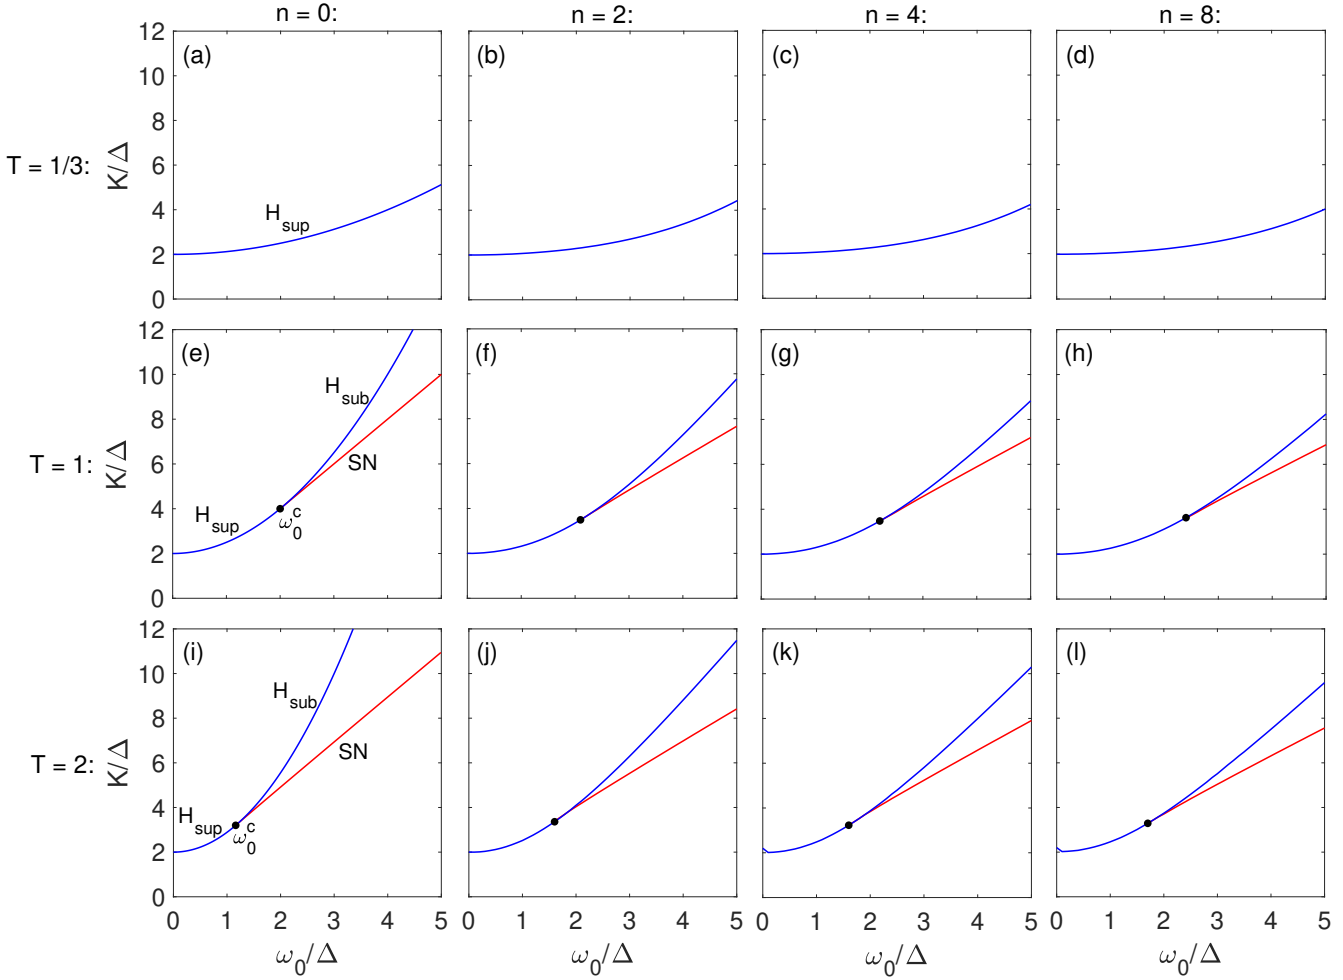 n = 0: n = 2: n = 4: n = 8:
12 (a) (b) (c) (d)
10
8
T = 1/3: K/Δ 6
4 H_sup
2
0
12 (e) (f) (g) (h)
10 H_sub
8
T = 1: K/Δ 6 SN
4 H_sup ω_0^c
2
0
12 (i) (j) (k) (l)
10 H_sub
8
T = 2: K/Δ 6 SN
4 H_sup ω_0^c
2
0
0 1 2 3 4 5 0 1 2 3 4 5 0 1 2 3 4 5 0 1 2 3 4 5
ω_0/Δ ω_0/Δ ω_0/Δ ω_0/Δ